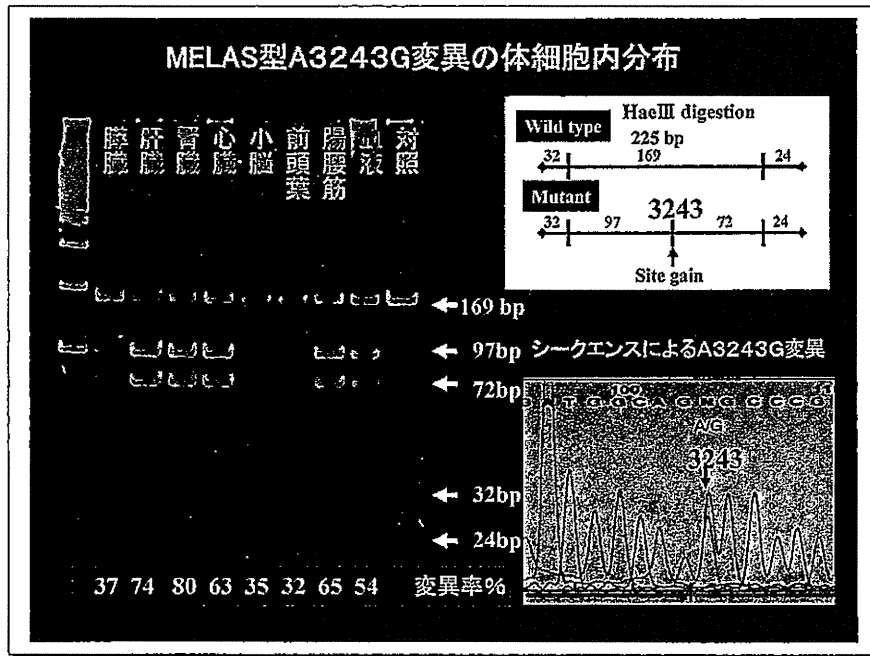 MELAS型A3243G変異の体細胞内分布
膵臓
肝臓
腎臓
心臓
小脳
前頭葉
腸腰筋
血液
対照
169 bp
97bp
72bp
32bp
24bp
37 74 80 63 35 32 65 54 変異率%
HaeIII digestion
Wild type
225 bp
32 169 24
Mutant
3243
32 97 72 24
Site gain
シークエンスによるA3243G変異
100
A T G G C A G N G C C C G
A/G
3243